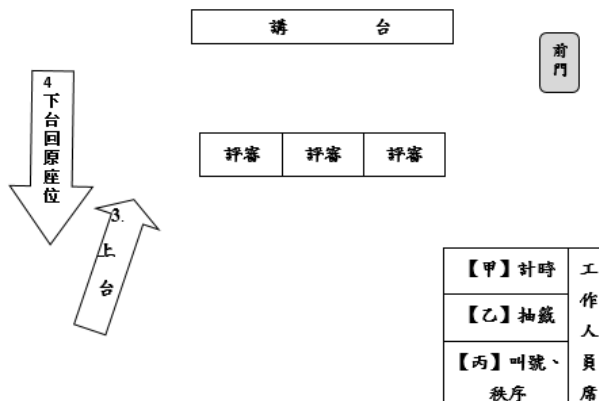 講 台
前門
4下台回原座位
評審 評審 評審
3.上台
【甲】計時
【乙】抽籤
【丙】叫號、
秩序
工作人員席